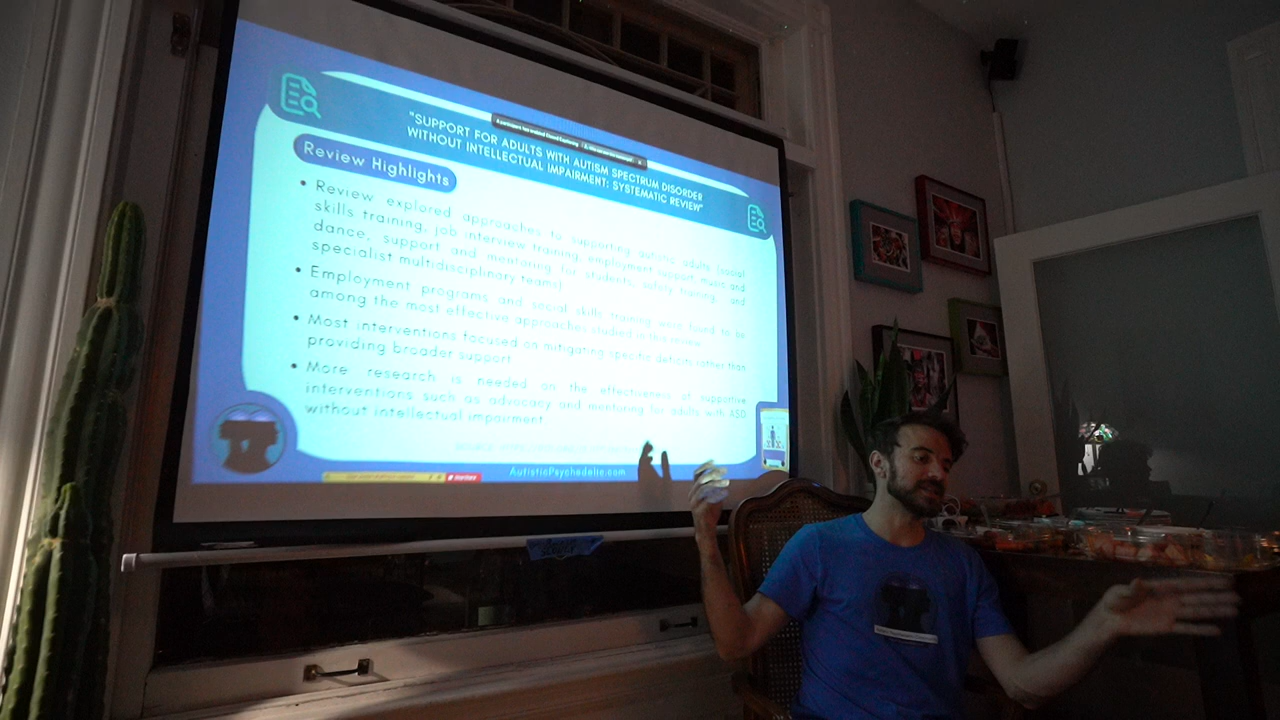 "SUPPORT FOR ADULTS WITH AUTISM SPECTRUM DISORDER
WITHOUT INTELLECTUAL IMPAIRMENT: SYSTEMATIC REVIEW"
Review Highlights
• Review explored approaches to supporting autistic adults (social
skills training, job interview training, employment support, music and
dance, support and mentoring for students, safety training, and
specialist multidisciplinary teams)
• Employment programs and social skills training were found to be
among the most effective approaches studied in this review
• Most interventions focused on mitigating specific deficits rather than
providing broader support
• More research is needed on the effectiveness of supportive
interventions such as advocacy and mentoring for adults with ASD
without intellectual impairment
AutisticPsychedelic.com